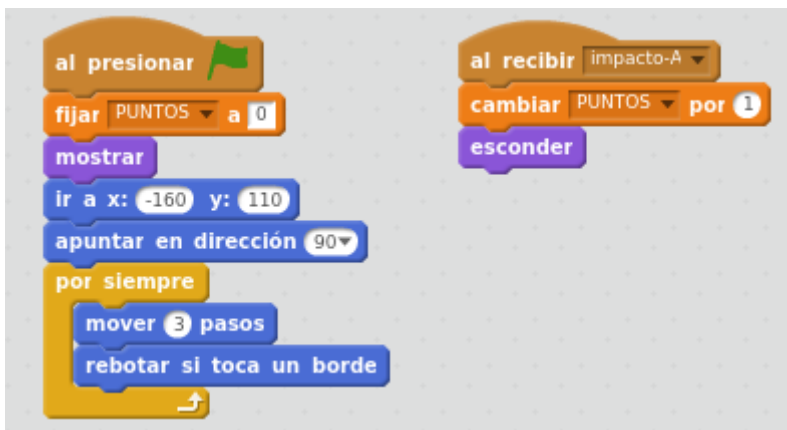 al presionar
fijar PUNTOS a 0
mostrar
ir a x: -160 y: 110
apuntar en dirección 90
por siempre
mover 3 pasos
rebotar si toca un borde
al recibir impacto-A
cambiar PUNTOS por 1
esconder